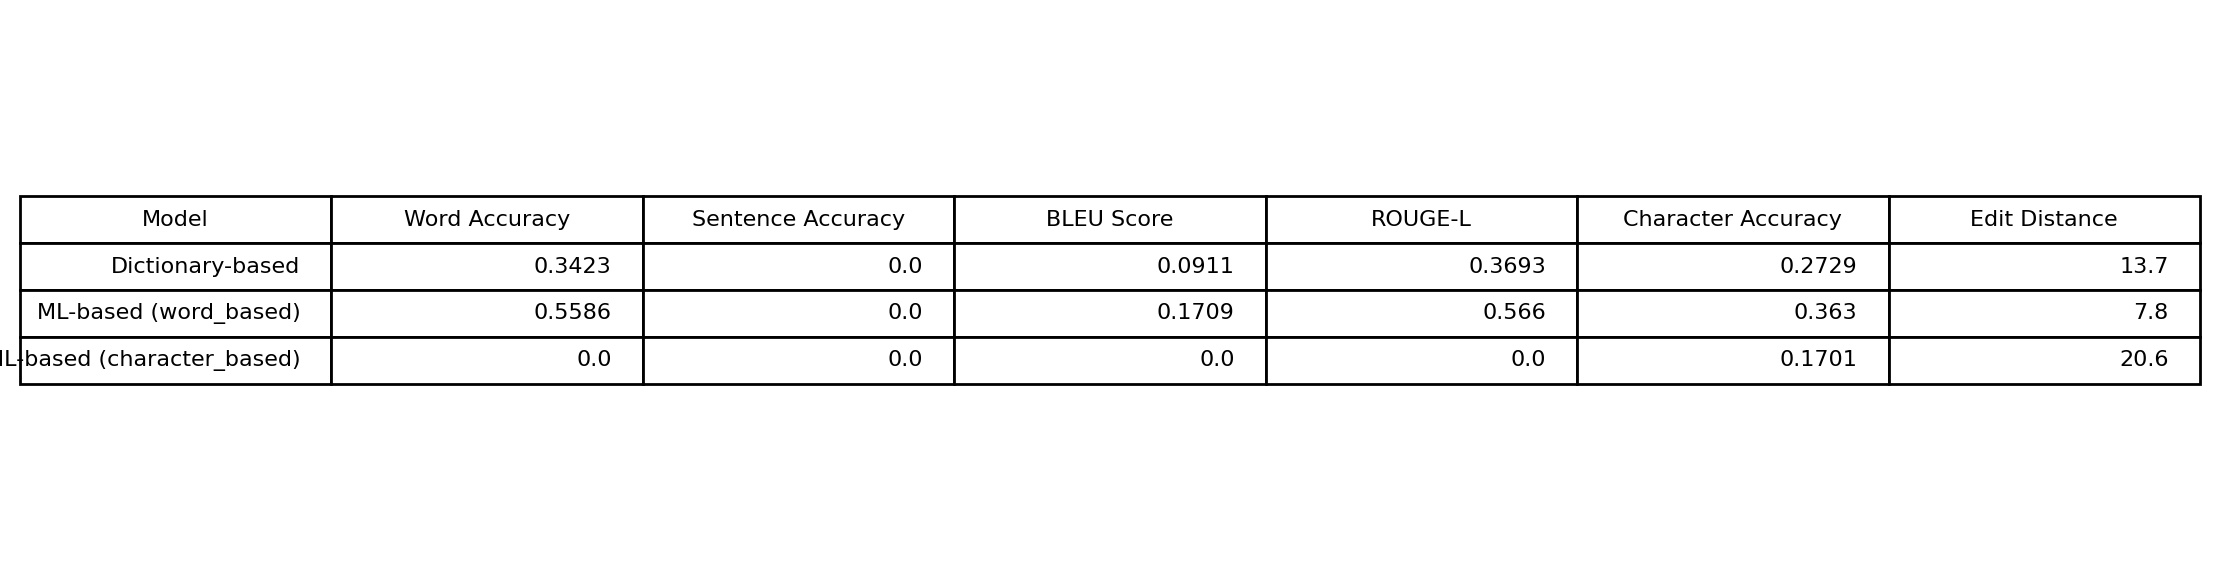 Model Word Accuracy Sentence Accuracy BLEU Score ROUGE-L Character Accuracy Edit Distance
Dictionary-based 0.3423 0.0 0.0911 0.3693 0.2729 13.7
ML-based (word_based) 0.5586 0.0 0.1709 0.566 0.363 7.8
L-based (character_based) 0.0 0.0 0.0 0.0 0.1701 20.6